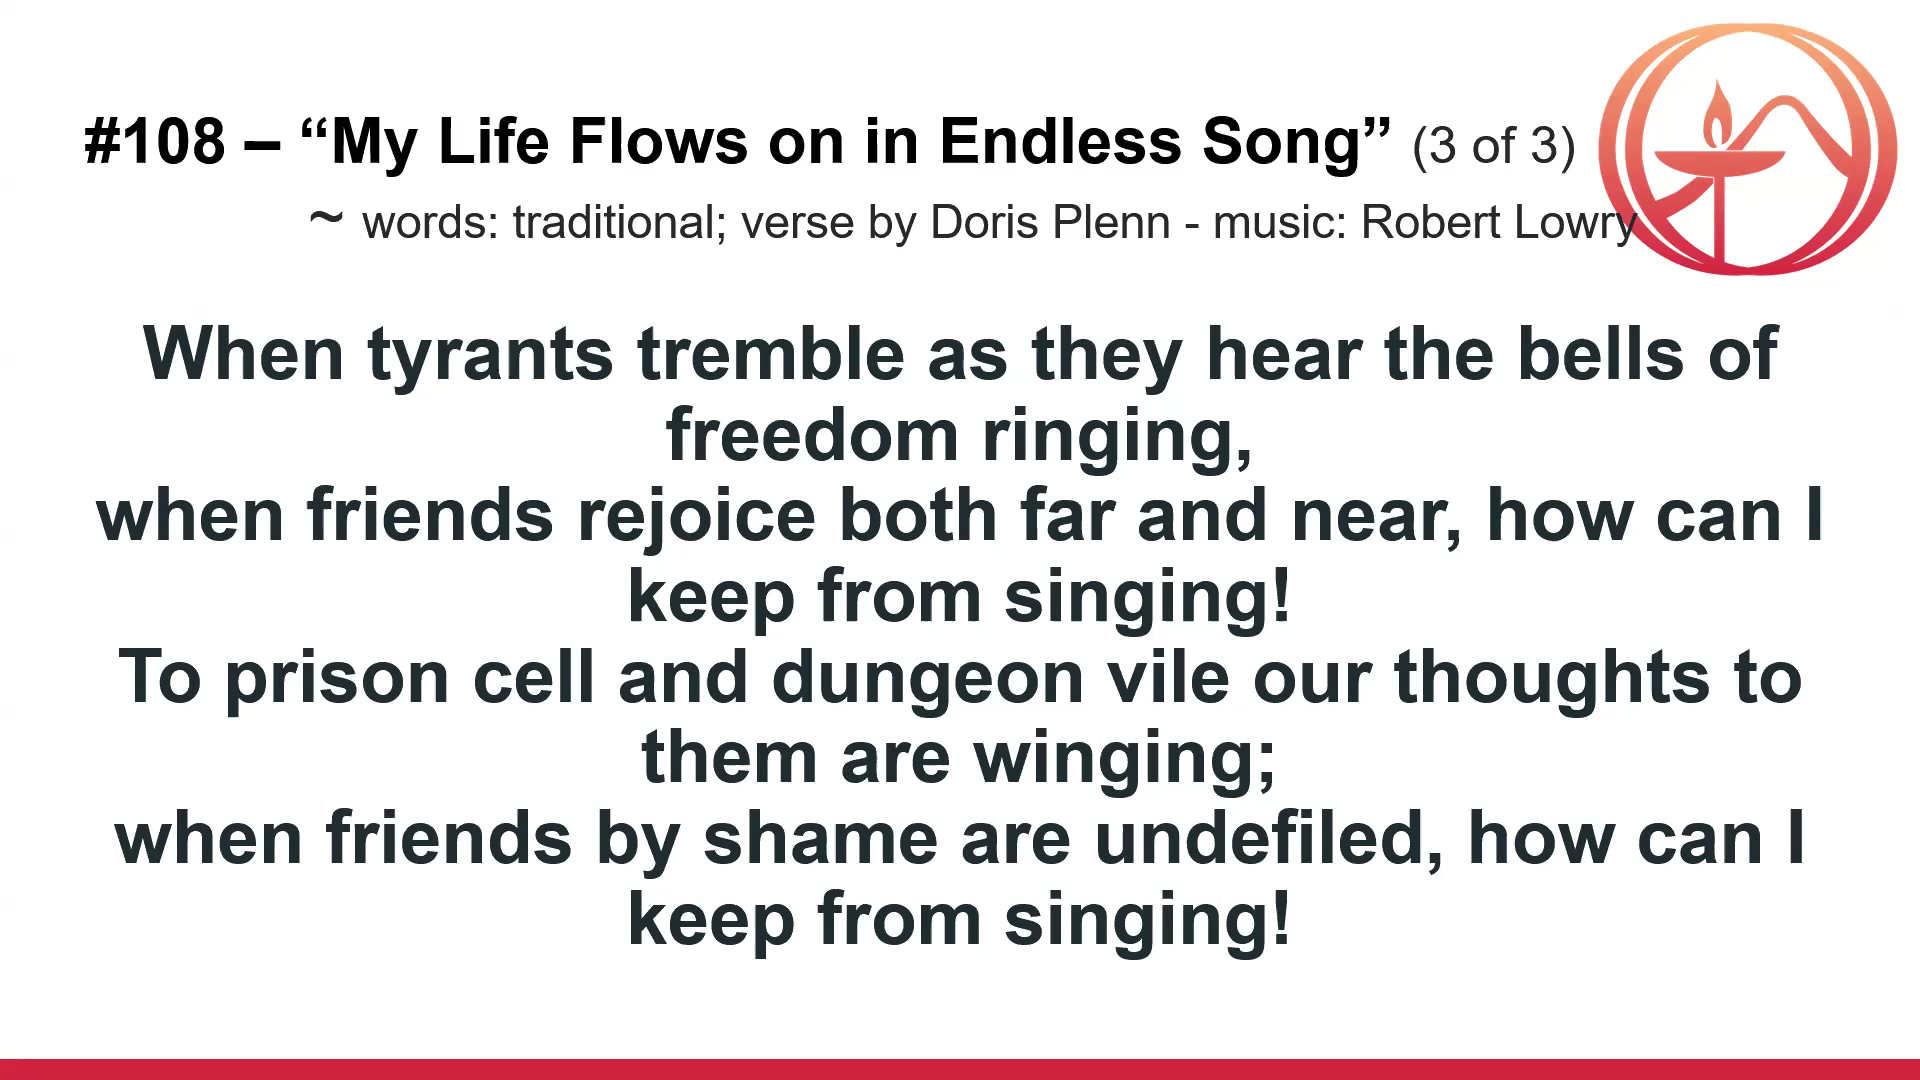 #108 – “My Life Flows on in Endless Song” (3 of 3)
~ words: traditional; verse by Doris Plenn - music: Robert Lowry
When tyrants tremble as they hear the bells of
freedom ringing,
when friends rejoice both far and near, how can I
keep from singing!
To prison cell and dungeon vile our thoughts to
them are winging;
when friends by shame are undefiled, how can I
keep from singing!